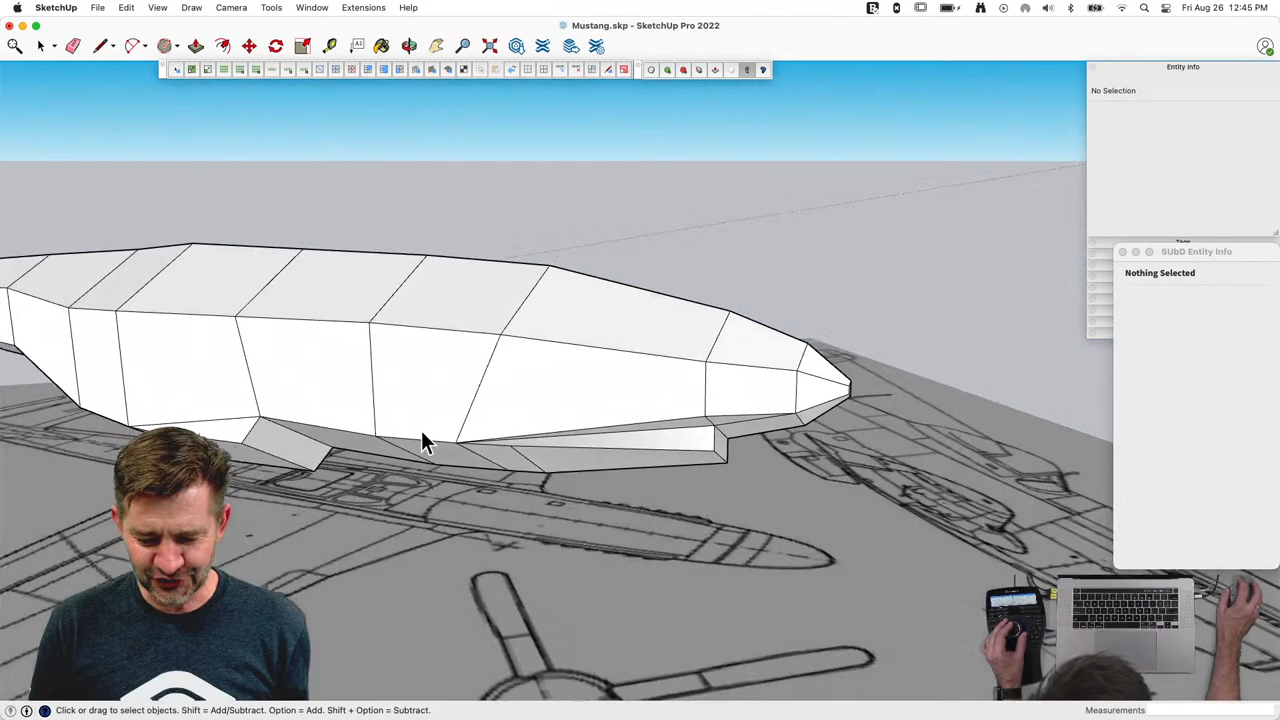 SketchUp File Edit View Draw Camera Tools Window Extensions Help
Fri Aug 26 12:45 PM
Mustang.skp - SketchUp Pro 2022
Entity Info
No Selection
Tags
SUbD Entity Info
Nothing Selected
Click or drag to select objects. Shift = Add/Subtract. Option = Add. Shift + Option = Subtract.
Measurements